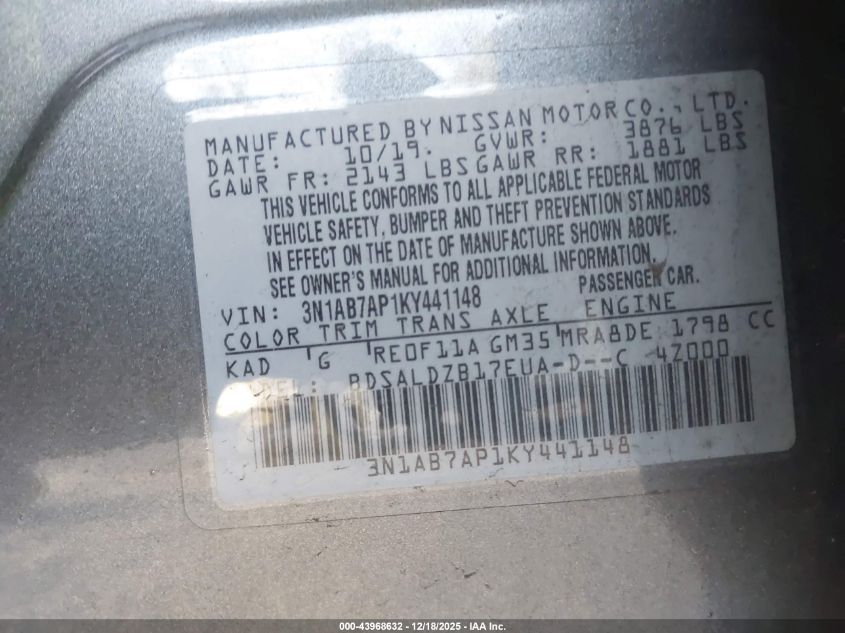 MANUFACTURED BY NISSAN MOTOR CO., LTD.
DATE: 10/19. GVWR: 3876 LBS
GAWR FR: 2143 LBS GAWR RR: 1881 LBS
THIS VEHICLE CONFORMS TO ALL APPLICABLE FEDERAL MOTOR
VEHICLE SAFETY, BUMPER AND THEFT PREVENTION STANDARDS
IN EFFECT ON THE DATE OF MANUFACTURE SHOWN ABOVE.
SEE OWNER'S MANUAL FOR ADDITIONAL INFORMATION.
VIN: 3N1AB7AP1KY441148 PASSENGER CAR.
COLOR TRIM TRANS AXLE ENGINE
KAD G RE0F11A GM35 MRA8DE 1798 CC
BDSALDZB17EUA-D--C 4Z000
3N1AB7AP1KY441148
000-43968632 - 12/18/2025 - IAA Inc.